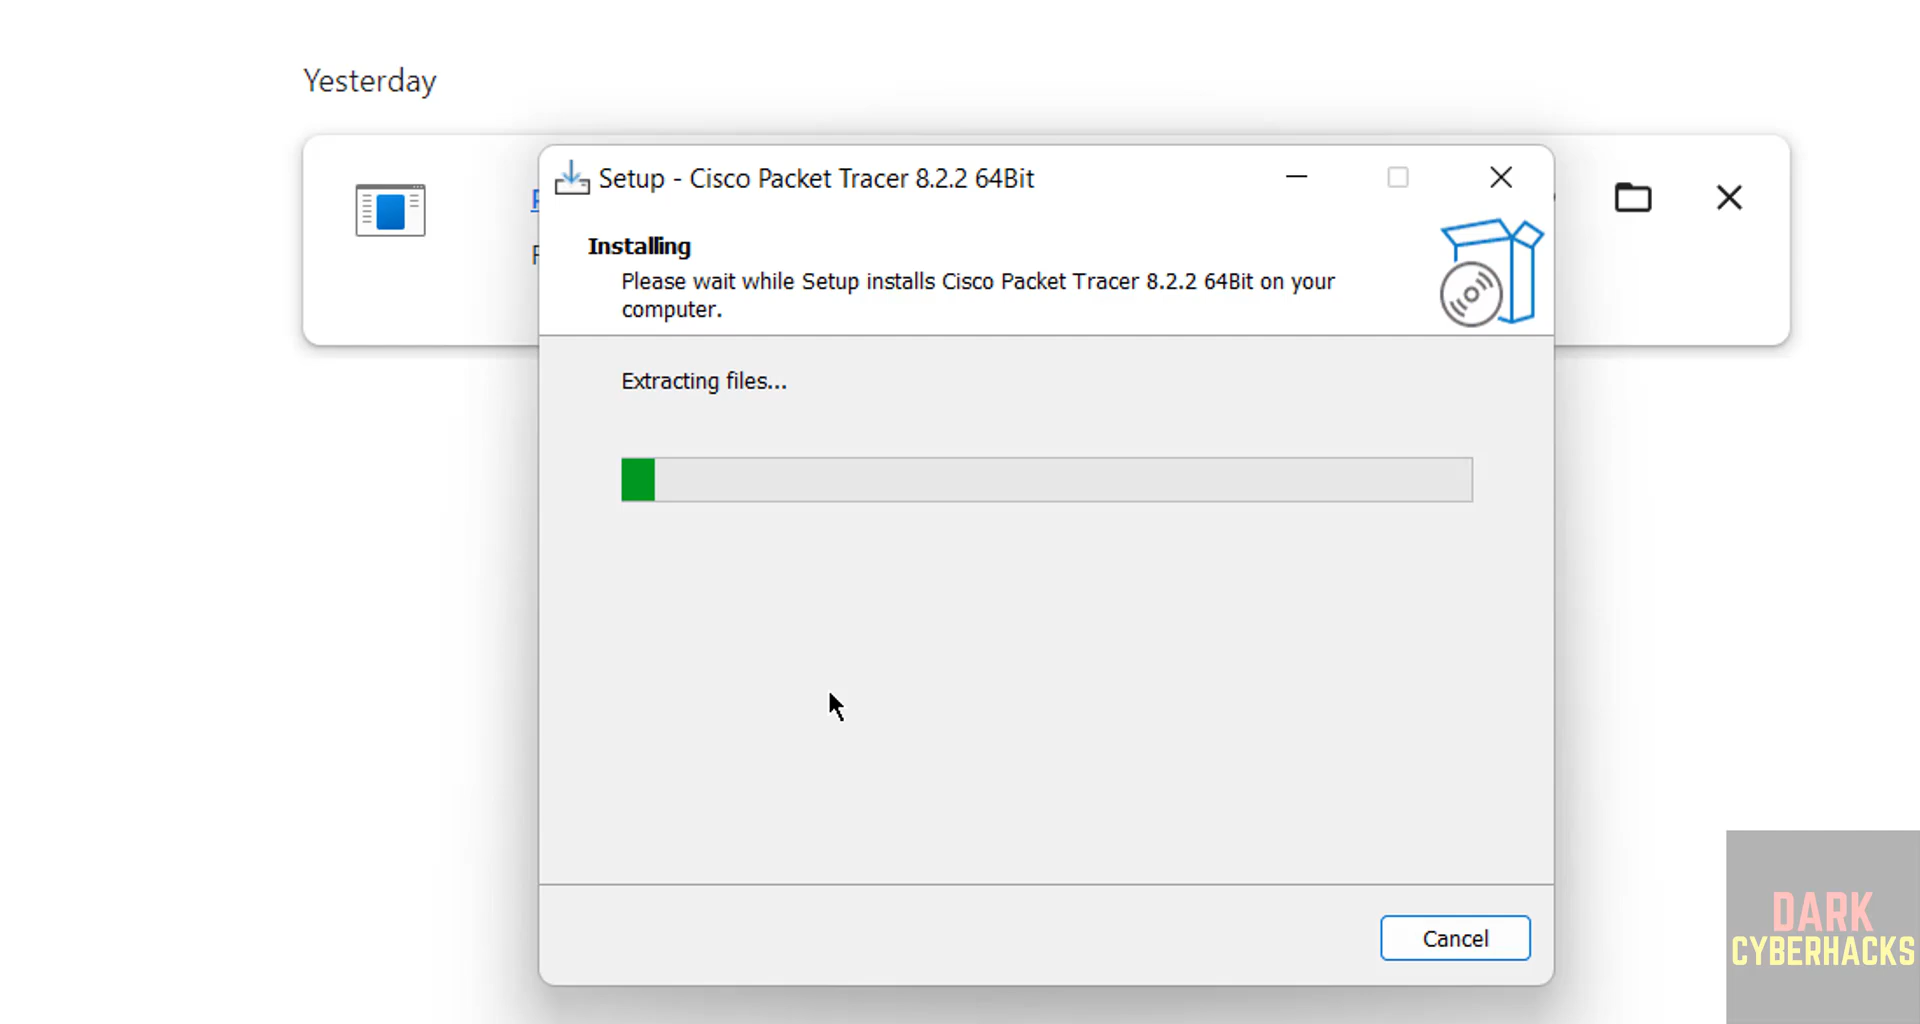 Yesterday
Setup - Cisco Packet Tracer 8.2.2 64Bit
Installing
Please wait while Setup installs Cisco Packet Tracer 8.2.2 64Bit on your
computer.
Extracting files...
Cancel
DARK
CYBERHACKS